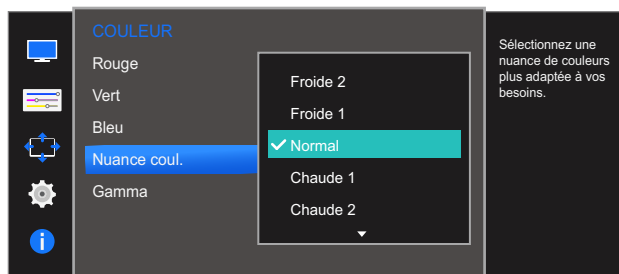 COULEUR
Rouge
Vert
Bleu
Nuance coul.
Gamma
Froide 2
Froide 1
Normal
Chaude 1
Chaude 2
Sélectionnez une
nuance de couleurs
plus adaptée à vos
besoins.